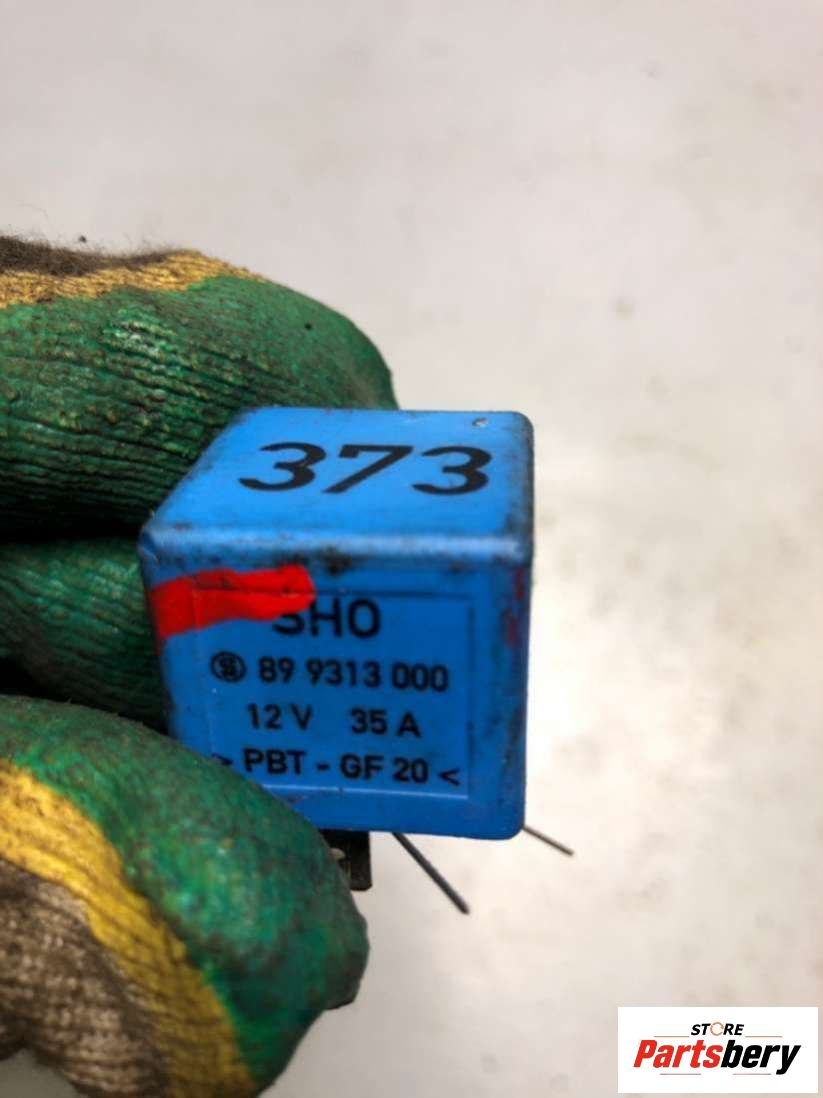 373
SHO
89 9313 000
12 V 35 A
> PBT - GF 20 <
STORE
Partsbery